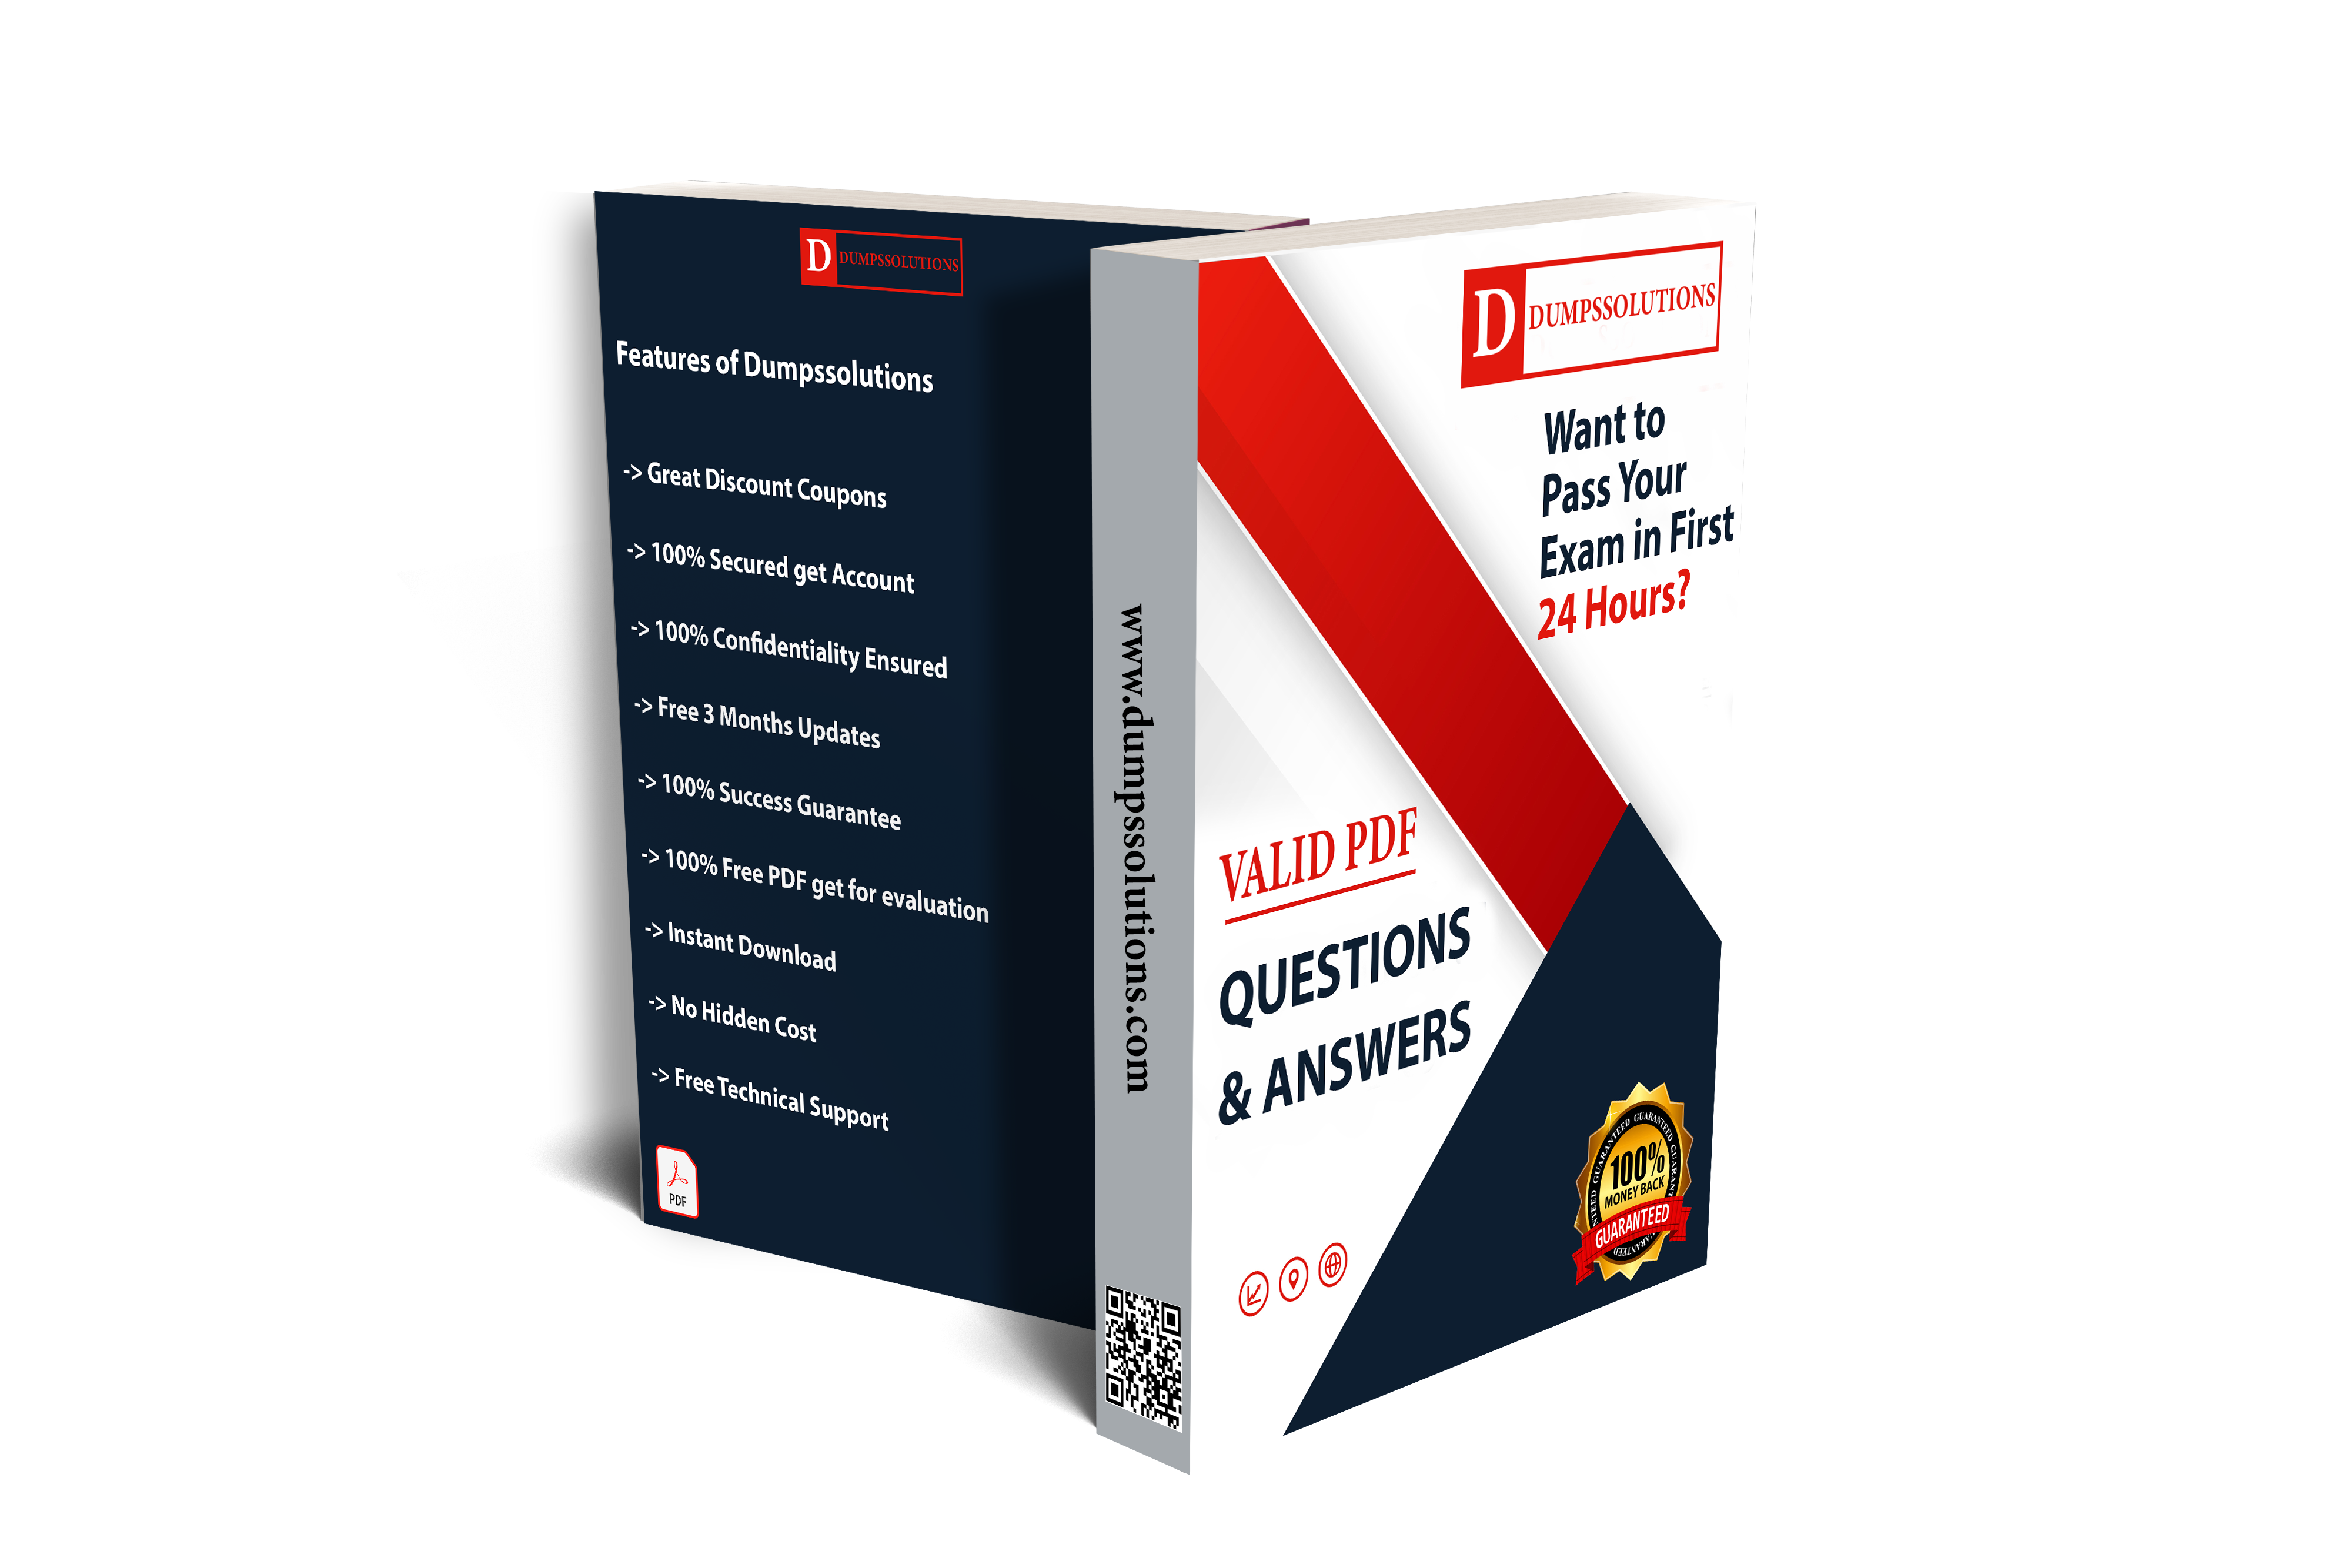 D DUMPSSOLUTIONS
Features of Dumpssolutions
-> Great Discount Coupons
-> 100% Secured get Account
-> 100% Confidentiality Ensured
-> Free 3 Months Updates
-> 100% Success Guarantee
-> 100% Free PDF get for evaluation
-> Instant Download
-> No Hidden Cost
-> Free Technical Support
PDF
www.dumpssolutions.com
D DUMPSSOLUTIONS
Want to
Pass Your
Exam in First
24 Hours?
VALID PDF
QUESTIONS
& ANSWERS
GUARANTEED GUARANTEED
100%
MONEY BACK
GUARANTEED
GUARANTEED